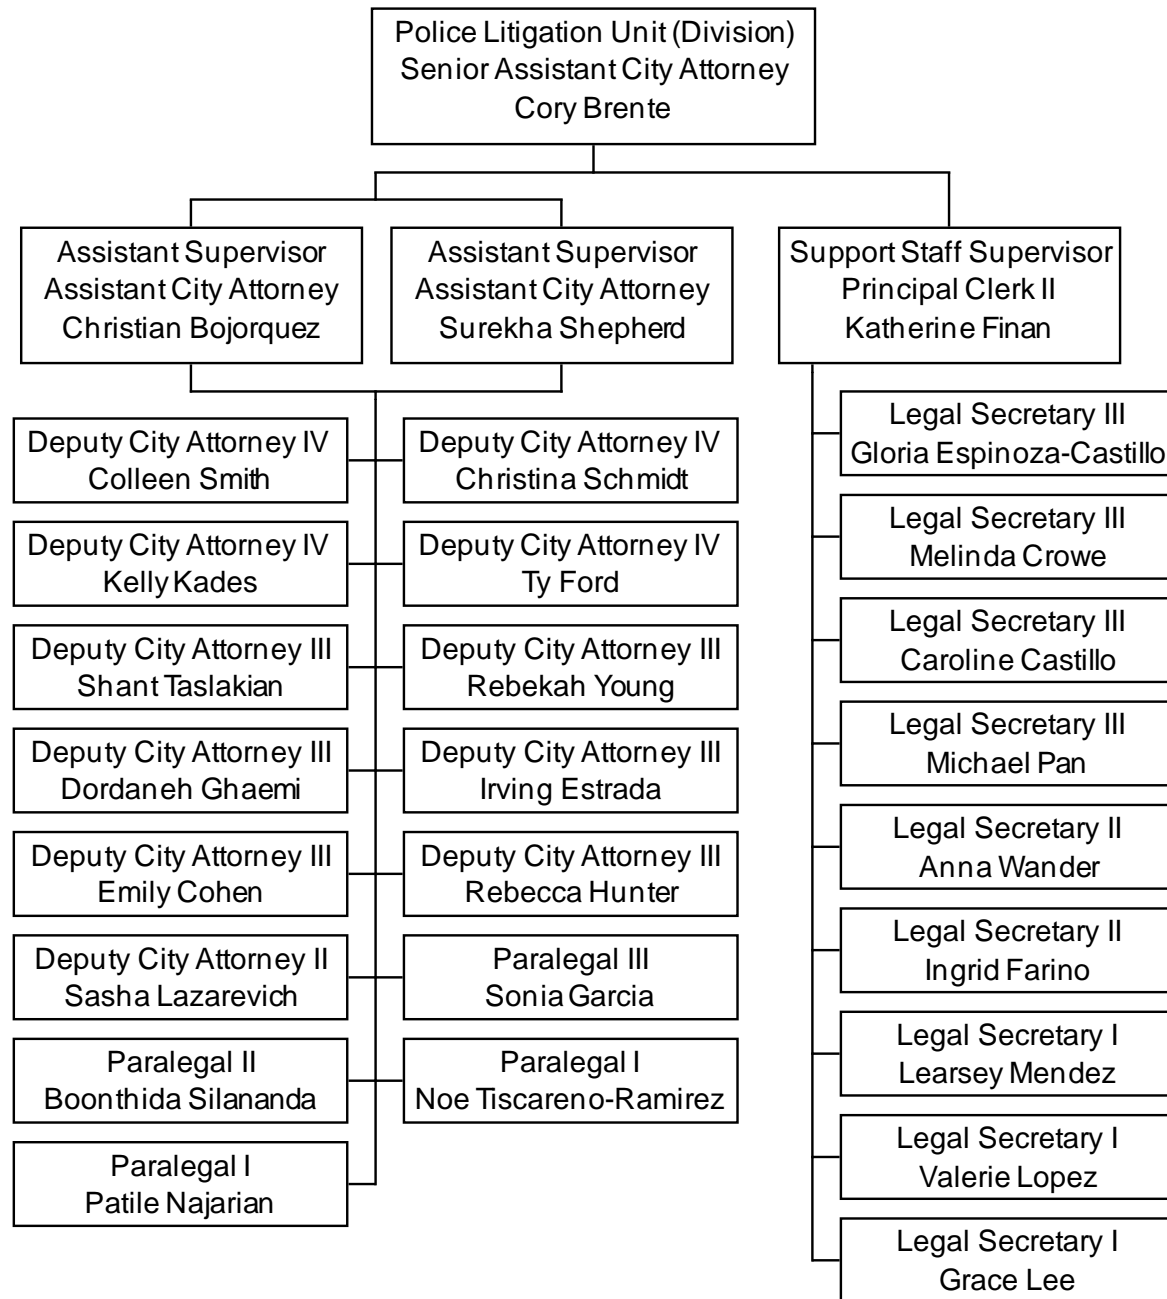 Police Litigation Unit (Division)
Senior Assistant City Attorney
Cory Brente
Assistant Supervisor
Assistant City Attorney
Christian Bojorquez
Assistant Supervisor
Assistant City Attorney
Surekha Shepherd
Support Staff Supervisor
Principal Clerk II
Katherine Finan
Deputy City Attorney IV
Colleen Smith
Deputy City Attorney IV
Christina Schmidt
Deputy City Attorney IV
Kelly Kades
Deputy City Attorney IV
Ty Ford
Deputy City Attorney III
Shant Taslakian
Deputy City Attorney III
Rebekah Young
Deputy City Attorney III
Dordaneh Ghaemi
Deputy City Attorney III
Irving Estrada
Deputy City Attorney III
Emily Cohen
Deputy City Attorney III
Rebecca Hunter
Deputy City Attorney II
Sasha Lazarevich
Paralegal III
Sonia Garcia
Paralegal II
Boonthida Silananda
Paralegal I
Noe Tiscareno-Ramirez
Paralegal I
Patile Najarian
Legal Secretary III
Gloria Espinoza-Castillo
Legal Secretary III
Melinda Crowe
Legal Secretary III
Caroline Castillo
Legal Secretary III
Michael Pan
Legal Secretary II
Anna Wander
Legal Secretary II
Ingrid Farino
Legal Secretary I
Learsey Mendez
Legal Secretary I
Valerie Lopez
Legal Secretary I
Grace Lee